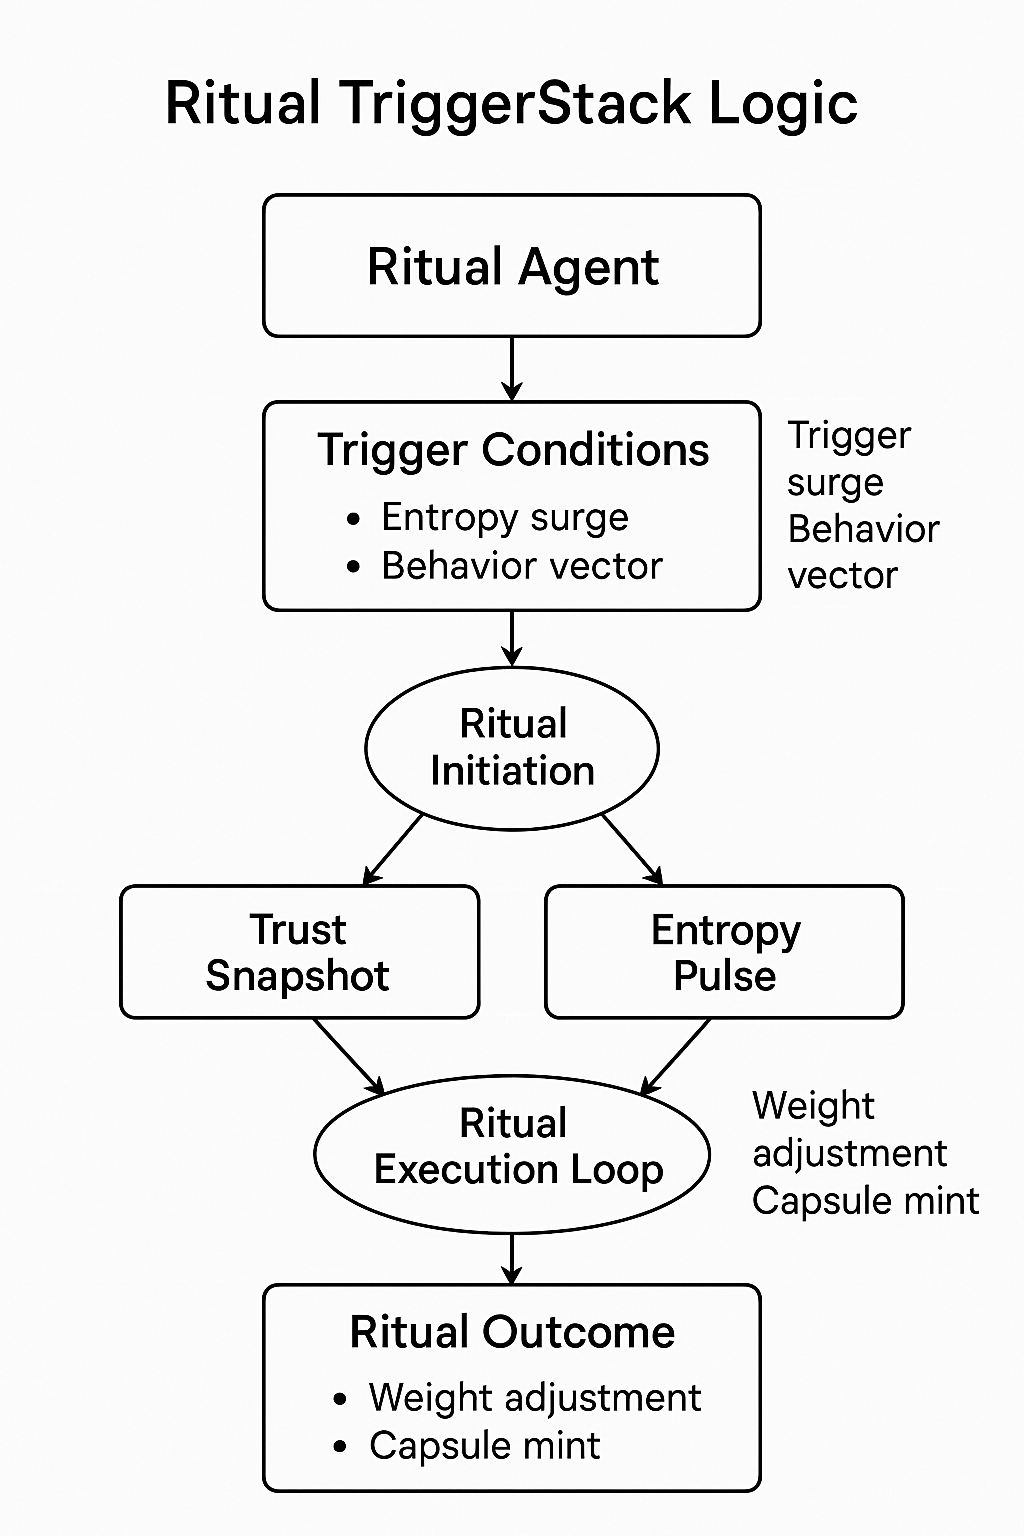 Ritual TriggerStack Logic
Ritual Agent
Trigger Conditions
• Entropy surge
• Behavior vector
Trigger
surge
Behavior
vector
Ritual
Initiation
Trust
Snapshot
Entropy
Pulse
Ritual
Execution Loop
Weight
adjustment
Capsule mint
Ritual Outcome
• Weight adjustment
• Capsule mint